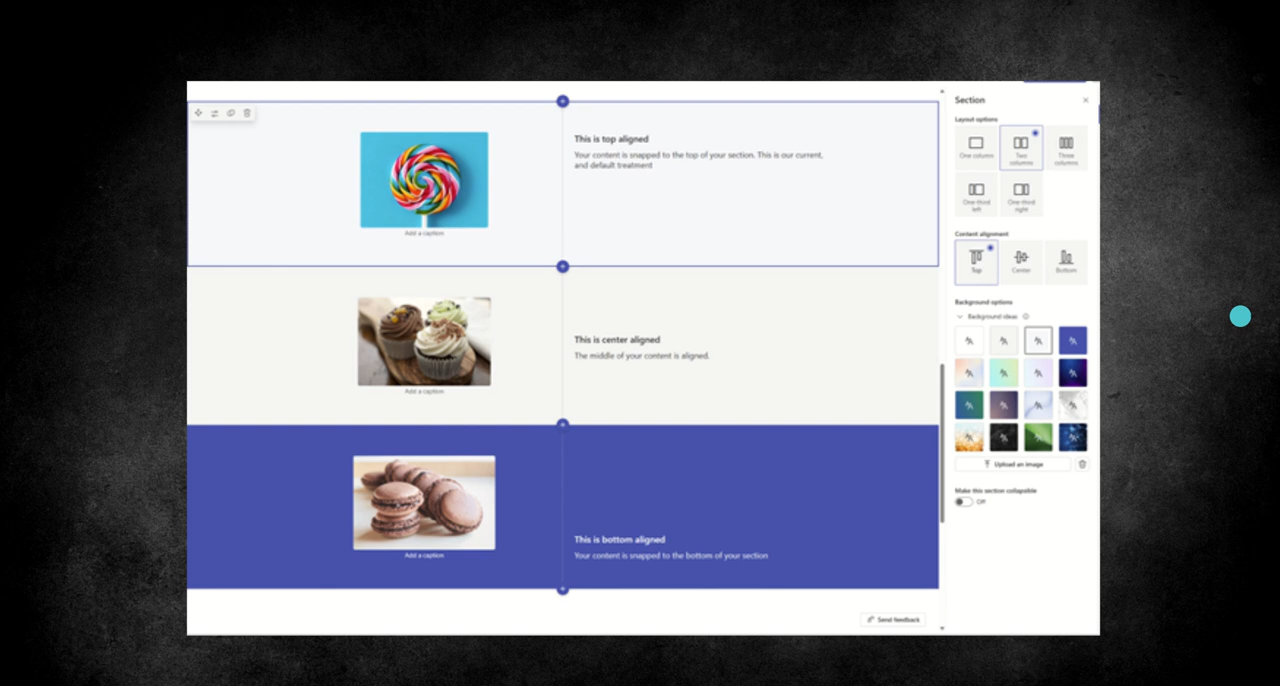 This is top aligned
Your content is snapped to the top of your section. This is our current,
and default treatment
Add a caption
This is center aligned
The middle of your content is aligned.
Add a caption
This is bottom aligned
Your content is snapped to the bottom of your section
Add a caption
Send feedback
Section
Layout options
One column
Two
columns
Three
columns
One-third
left
One-third
right
Content alignment
Top
Center
Bottom
Background options
Background ideas
Upload an image
Make this section collapsible
Off